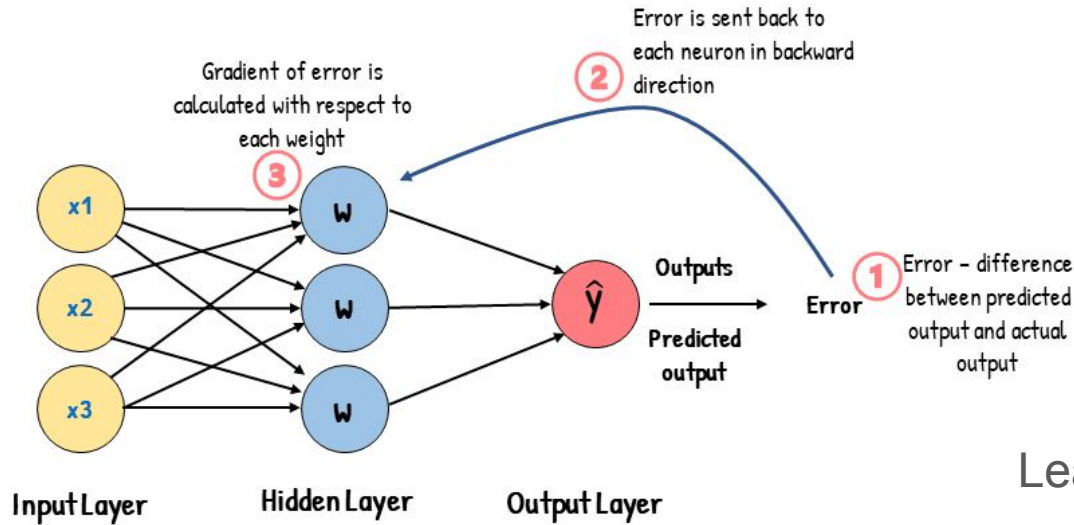 Error is sent back to
each neuron in backward
direction
2
Gradient of error is
calculated with respect to
each weight
3
x1
x2
x3
w
w
w
ŷ
Outputs
Predicted
output
Error
1
Error – difference
between predicted
output and actual
output
Input Layer
Hidden Layer
Output Layer
Lea